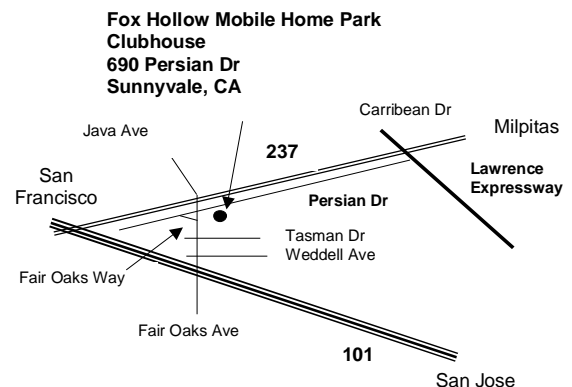 Fox Hollow Mobile Home Park
Clubhouse
690 Persian Dr
Sunnyvale, CA
Carribean Dr
Java Ave
Milpitas
237
San
Francisco
Lawrence
Expressway
Persian Dr
Tasman Dr
Weddell Ave
Fair Oaks Way
Fair Oaks Ave
101
San Jose